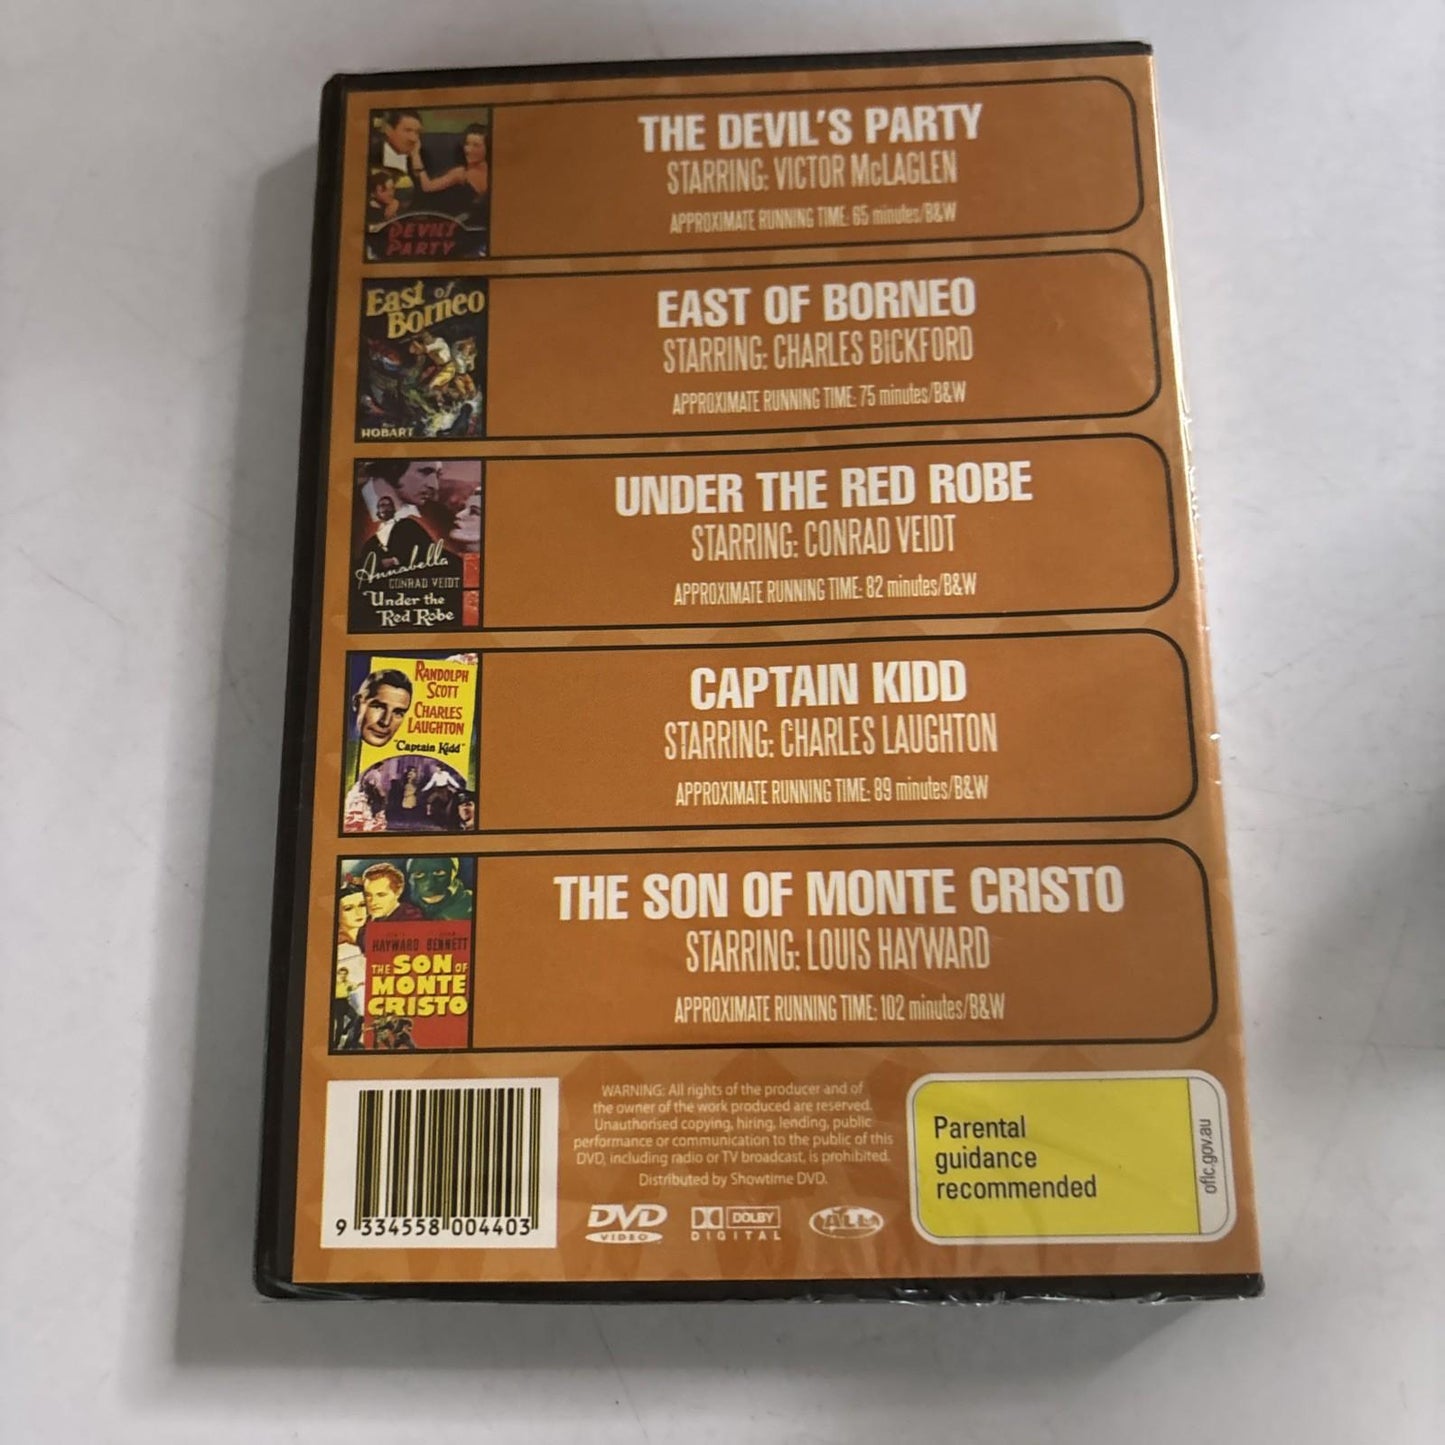 DEVIL'S
PARTY
THE DEVIL'S PARTY
STARRING: VICTOR McLAGLEN
APPROXIMATE RUNNING TIME: 65 minutes/B&W
East of
Borneo
HOBART
EAST OF BORNEO
STARRING: CHARLES BICKFORD
APPROXIMATE RUNNING TIME: 75 minutes/B&W
Annabella
CONRAD VEIDT
Under the
Red Robe
UNDER THE RED ROBE
STARRING: CONRAD VEIDT
APPROXIMATE RUNNING TIME: 82 minutes/B&W
RANDOLPH
SCOTT
CHARLES
LAUGHTON
"Captain Kidd"
CAPTAIN KIDD
STARRING: CHARLES LAUGHTON
APPROXIMATE RUNNING TIME: 89 minutes/B&W
HAYWARD BENNETT
THE SON OF
MONTE
CRISTO
THE SON OF MONTE CRISTO
STARRING: LOUIS HAYWARD
APPROXIMATE RUNNING TIME: 102 minutes/B&W
9 334558 004403
WARNING: All rights of the producer and of
the owner of the work produced are reserved.
Unauthorised copying, hiring, lending, public
performance or communication to the public of this
DVD, including radio or TV broadcast, is prohibited.
Distributed by Showtime DVD.
DVD
VIDEO
DOLBY
DIGITAL
ALL
Parental
guidance
recommended
oflc.gov.au